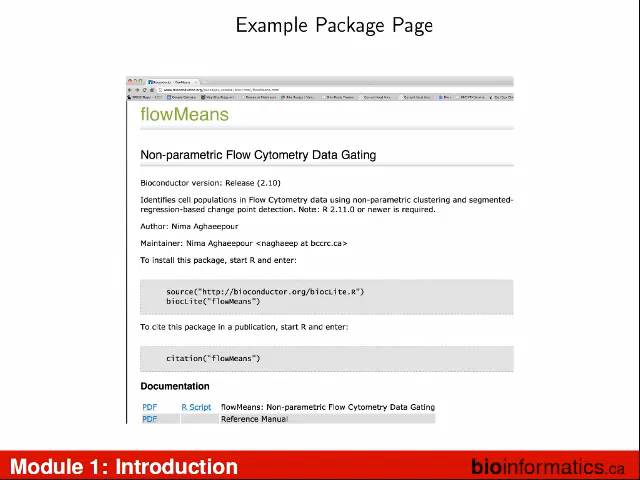 Example Package Page
flowMeans
Non-parametric Flow Cytometry Data Gating
Bioconductor version: Release (2.10)
Identifies cell populations in Flow Cytometry data using non-parametric clustering and segmented-
regression-based change point detection. Note: R 2.11.0 or newer is required.
Author: Nima Aghaeepour
Maintainer: Nima Aghaeepour <naghaeep at bccrc.ca>
To install this package, start R and enter:
source("http://bioconductor.org/biocLite.R")
biocLite("flowMeans")
To cite this package in a publication, start R and enter:
citation("flowMeans")
Documentation
PDF R Script flowMeans: Non-parametric Flow Cytometry Data Gating
PDF Reference Manual
Module 1: Introduction bioinformatics.ca